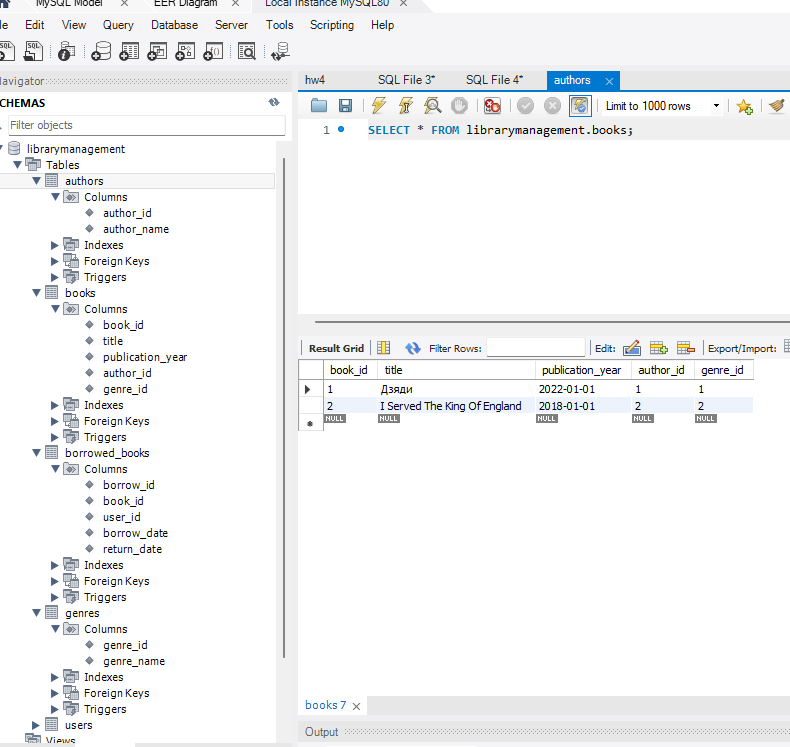 MySQL Model × EER Diagram × Local instance MySQL80 ×
Edit View Query Database Server Tools Scripting Help
SCHEMAS
Filter objects
librarymanagement
Tables
authors
Columns
author_id
author_name
Indexes
Foreign Keys
Triggers
books
Columns
book_id
title
publication_year
author_id
genre_id
Indexes
Foreign Keys
Triggers
borrowed_books
Columns
borrow_id
book_id
user_id
borrow_date
return_date
Indexes
Foreign Keys
Triggers
genres
Columns
genre_id
genre_name
Indexes
Foreign Keys
Triggers
users
Views
hw4 SQL File 3* SQL File 4* authors ×
Limit to 1000 rows
1 SELECT * FROM librarymanagement.books;
Result Grid Filter Rows: Edit: Export/Import:
book_id title publication_year author_id genre_id
1 Дзяди 2022-01-01 1 1
2 I Served The King Of England 2018-01-01 2 2
NULL NULL NULL NULL NULL
books 7 ×
Output